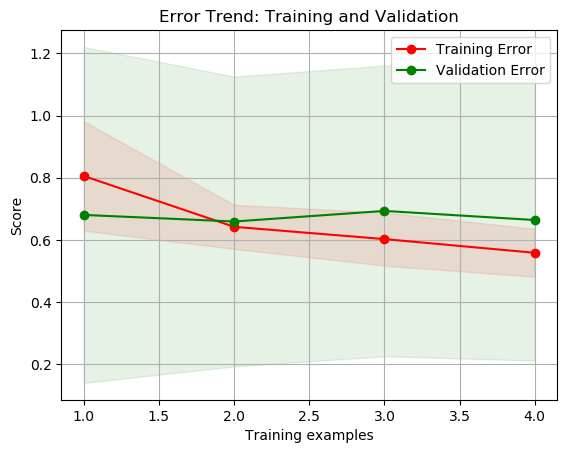 Error Trend: Training and Validation
Training Error
Validation Error
Score
1.2
1.0
0.8
0.6
0.4
0.2
1.0 1.5 2.0 2.5 3.0 3.5 4.0
Training examples